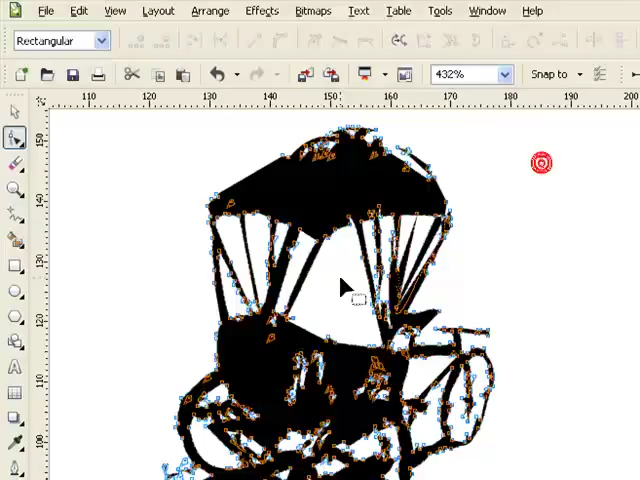 File Edit View Layout Arrange Effects Bitmaps Text Table Tools Window Help
Rectangular
432% Snap to
110 120 130 140 150 160 170 180 190 200
150
140
130
120
110
100